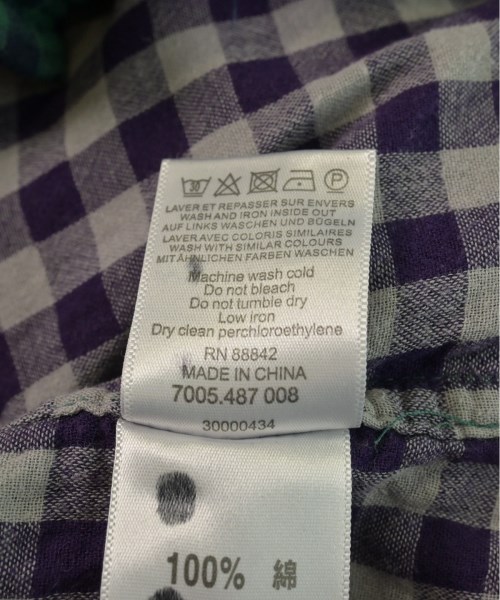 30 P
LAVER ET REPASSER SUR ENVERS
WASH AND IRON INSIDE OUT
AUF LINKS WASCHEN UND BÜGELN
LAVER AVEC COLORIS SIMILAIRES
WASH WITH SIMILAR COLOURS
MIT ÄHNLICHEN FARBEN WASCHEN
Machine wash cold
Do not bleach
Do not tumble dry
Low iron
Dry clean perchloroethylene
RN 88842
MADE IN CHINA
7005.487 008
30000434
100% 綿